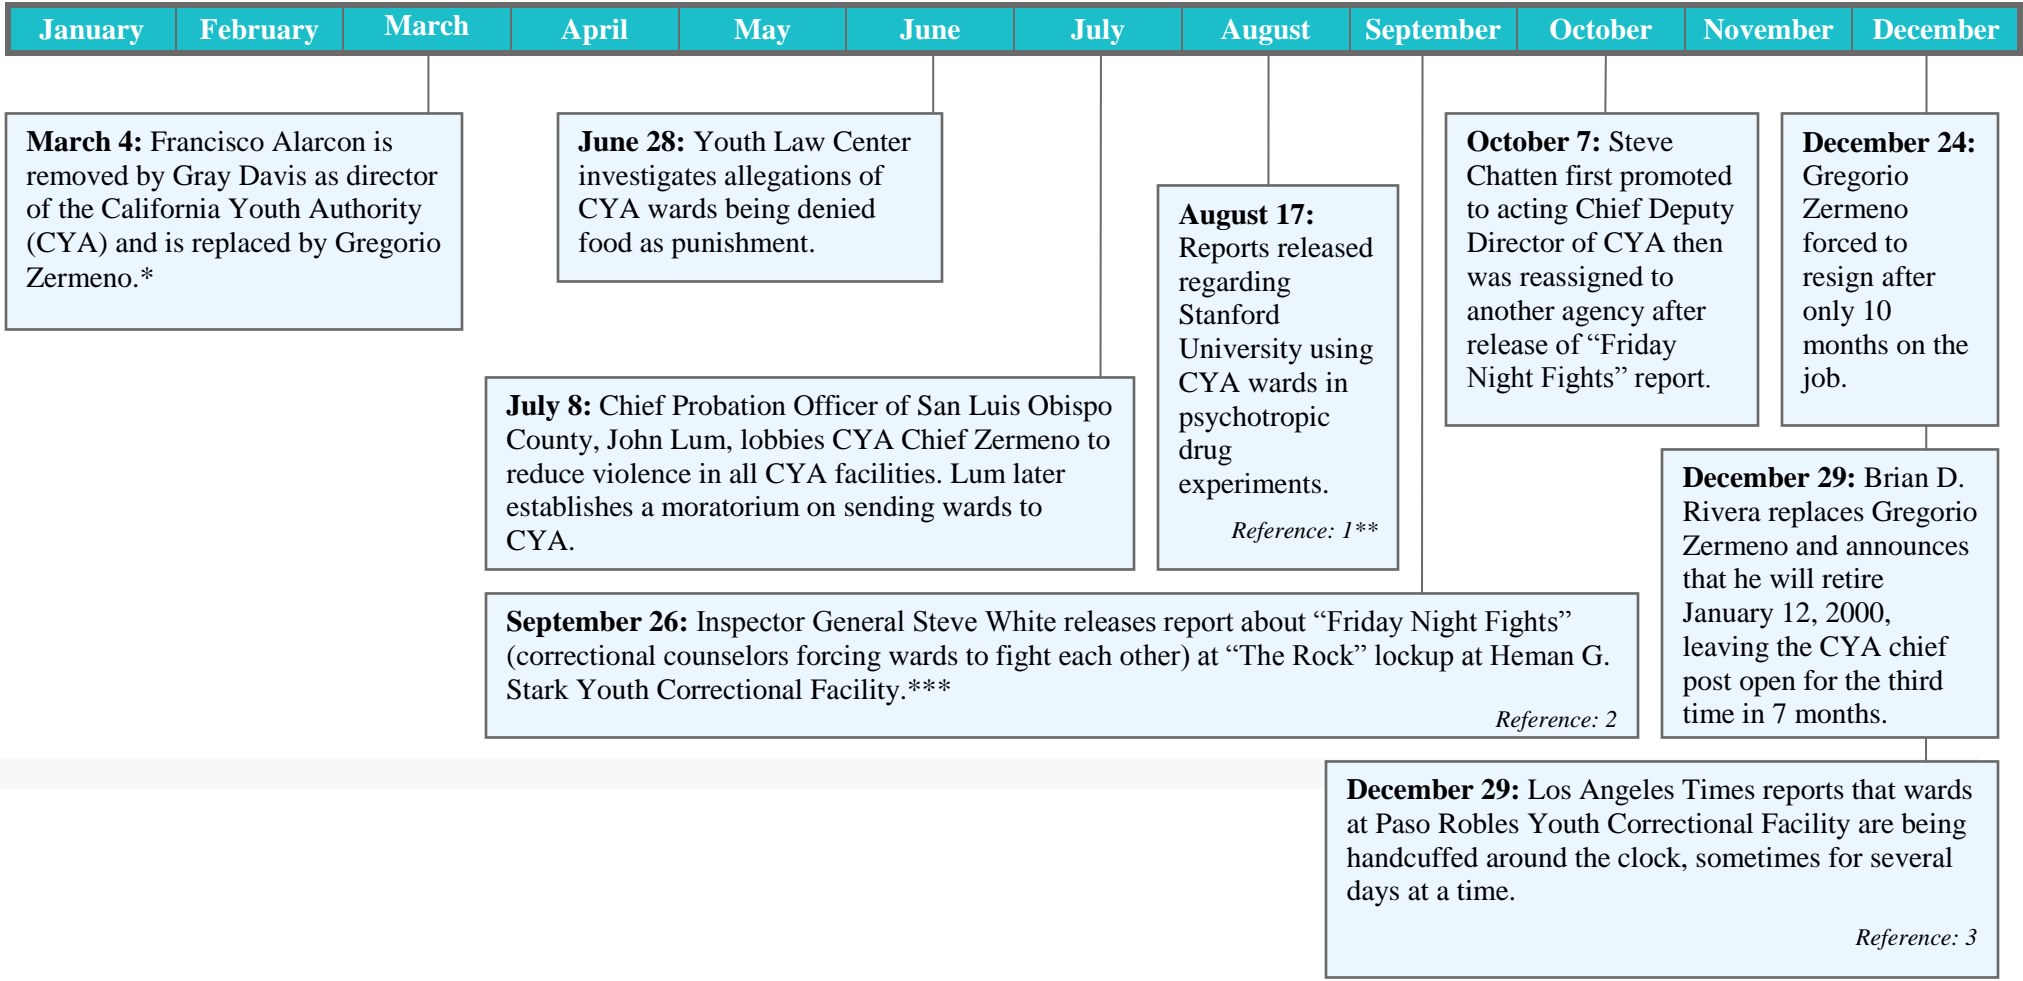 January February March April May June July August September October November December
March 4: Francisco Alarcon is
removed by Gray Davis as director
of the California Youth Authority
(CYA) and is replaced by Gregorio
Zermeno.*
June 28: Youth Law Center
investigates allegations of
CYA wards being denied
food as punishment.
July 8: Chief Probation Officer of San Luis Obispo
County, John Lum, lobbies CYA Chief Zermeno to
reduce violence in all CYA facilities. Lum later
establishes a moratorium on sending wards to
CYA.
August 17:
Reports released
regarding
Stanford
University using
CYA wards in
psychotropic
drug
experiments.
Reference: 1**
September 26: Inspector General Steve White releases report about “Friday Night Fights”
(correctional counselors forcing wards to fight each other) at “The Rock” lockup at Heman G.
Stark Youth Correctional Facility.***
Reference: 2
October 7: Steve
Chatten first promoted
to acting Chief Deputy
Director of CYA then
was reassigned to
another agency after
release of “Friday
Night Fights” report.
December 24:
Gregorio
Zermeno
forced to
resign after
only 10
months on the
job.
December 29: Brian D.
Rivera replaces Gregorio
Zermeno and announces
that he will retire
January 12, 2000,
leaving the CYA chief
post open for the third
time in 7 months.
December 29: Los Angeles Times reports that wards
at Paso Robles Youth Correctional Facility are being
handcuffed around the clock, sometimes for several
days at a time.
Reference: 3